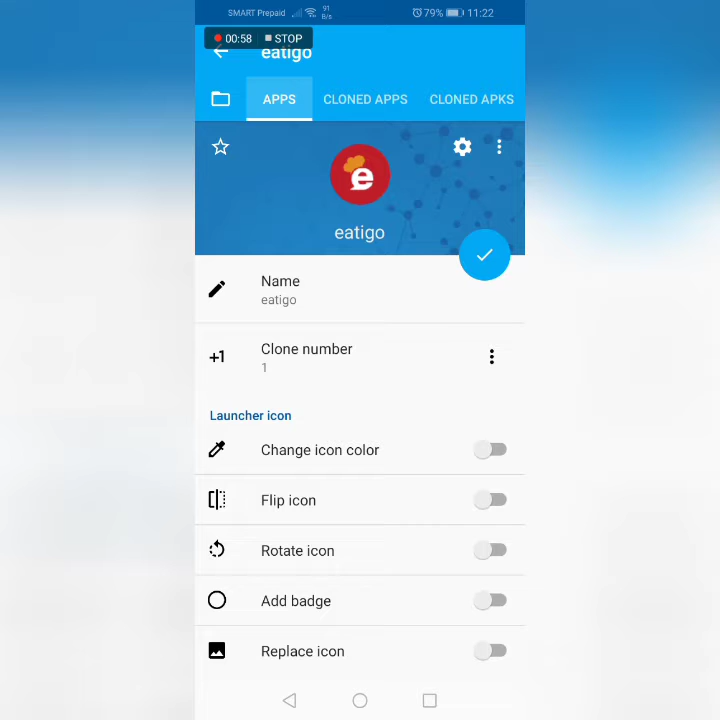 SMART Prepaid 91 B/s 79% 11:22
00:58 STOP
eatigo
APPS CLONED APPS CLONED APKS
e
eatigo
Name
eatigo
+1 Clone number
1
Launcher icon
Change icon color
Flip icon
Rotate icon
Add badge
Replace icon